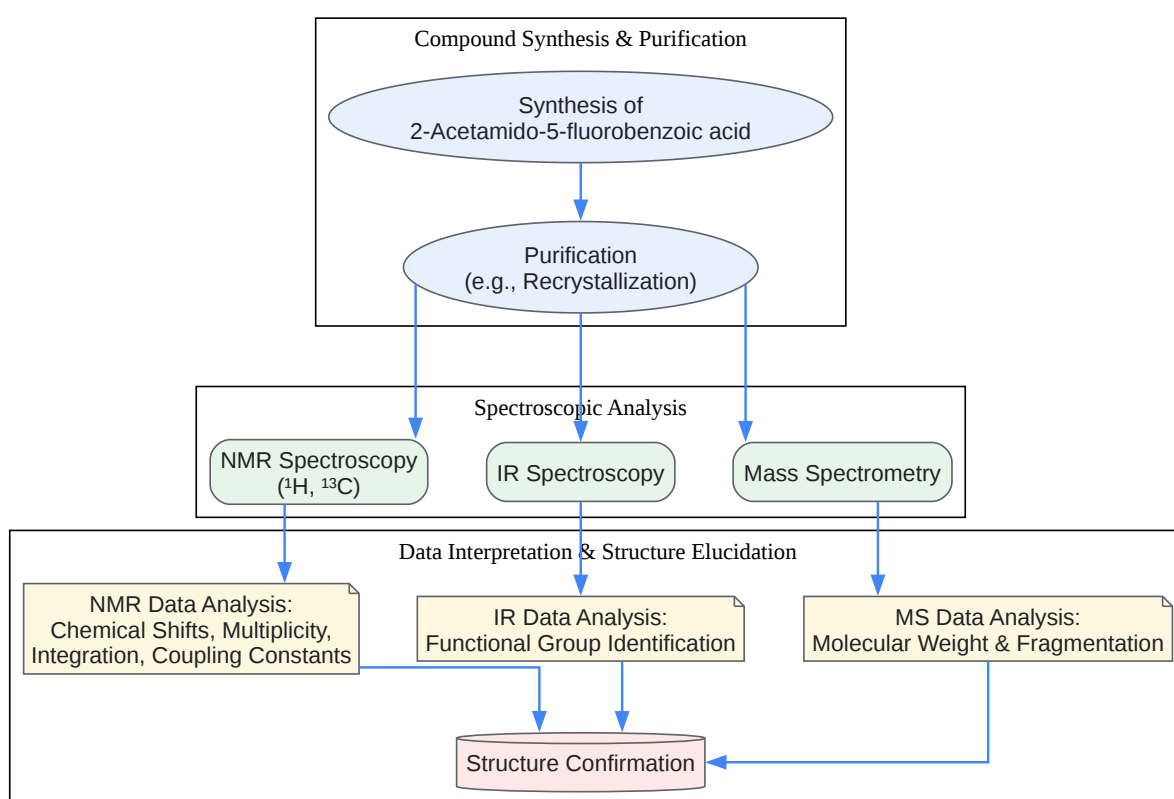 Compound Synthesis & Purification
Synthesis of
2-Acetamido-5-fluorobenzoic acid
Purification
(e.g., Recrystallization)
Spectroscopic Analysis
NMR Spectroscopy
(¹H, ¹³C)
IR Spectroscopy
Mass Spectrometry
Data Interpretation & Structure Elucidation
NMR Data Analysis:
Chemical Shifts, Multiplicity,
Integration, Coupling Constants
IR Data Analysis:
Functional Group Identification
MS Data Analysis:
Molecular Weight & Fragmentation
Structure Confirmation